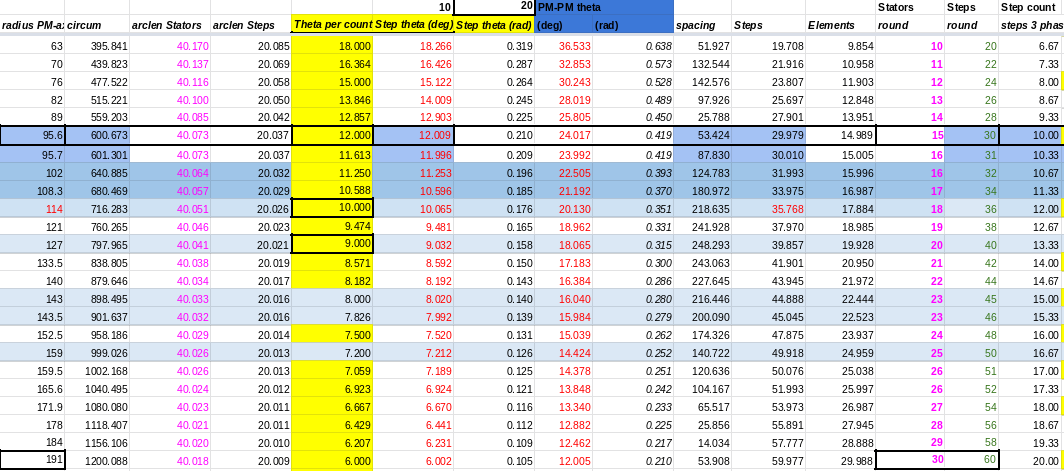 10 20 PM-PM theta Stators Steps Step count
radius PM-a: circum arclen Stators arclen Steps Theta per count Step theta (deg) Step theta (rad) (deg) (rad) spacing Steps Elements round round steps 3 phas
63 395.841 40.170 20.085 18.000 18.266 0.319 36.533 0.638 51.927 19.708 9.854 10 20 6.67
70 439.823 40.137 20.069 16.364 16.426 0.287 32.853 0.573 132.544 21.916 10.958 11 22 7.33
76 477.522 40.116 20.058 15.000 15.122 0.264 30.243 0.528 142.576 23.807 11.903 12 24 8.00
82 515.221 40.100 20.050 13.846 14.009 0.245 28.019 0.489 97.926 25.697 12.848 13 26 8.67
89 559.203 40.085 20.042 12.857 12.903 0.225 25.805 0.450 25.788 27.901 13.951 14 28 9.33
95.6 600.673 40.073 20.037 12.000 12.009 0.210 24.017 0.419 53.424 29.979 14.989 15 30 10.00
95.7 601.301 40.073 20.037 11.613 11.996 0.209 23.992 0.419 87.830 30.010 15.005 16 31 10.33
102 640.885 40.064 20.032 11.250 11.253 0.196 22.505 0.393 124.783 31.993 15.996 16 32 10.67
108.3 680.469 40.057 20.029 10.588 10.596 0.185 21.192 0.370 180.972 33.975 16.987 17 34 11.33
114 716.283 40.051 20.026 10.000 10.065 0.176 20.130 0.351 218.635 35.768 17.884 18 36 12.00
121 760.265 40.046 20.023 9.474 9.481 0.165 18.962 0.331 241.928 37.970 18.985 19 38 12.67
127 797.965 40.041 20.021 9.000 9.032 0.158 18.065 0.315 248.293 39.857 19.928 20 40 13.33
133.5 838.805 40.038 20.019 8.571 8.592 0.150 17.183 0.300 243.063 41.901 20.950 21 42 14.00
140 879.646 40.034 20.017 8.182 8.192 0.143 16.384 0.286 227.645 43.945 21.972 22 44 14.67
143 898.495 40.033 20.016 8.000 8.020 0.140 16.040 0.280 216.446 44.888 22.444 23 45 15.00
143.5 901.637 40.032 20.016 7.826 7.992 0.139 15.984 0.279 200.090 45.045 22.523 23 46 15.33
152.5 958.186 40.029 20.014 7.500 7.520 0.131 15.039 0.262 174.326 47.875 23.937 24 48 16.00
159 999.026 40.026 20.013 7.200 7.212 0.126 14.424 0.252 140.722 49.918 24.959 25 50 16.67
159.5 1002.168 40.026 20.013 7.059 7.189 0.125 14.378 0.251 120.636 50.076 25.038 26 51 17.00
165.6 1040.495 40.024 20.012 6.923 6.924 0.121 13.848 0.242 104.167 51.993 25.997 26 52 17.33
171.9 1080.080 40.023 20.011 6.667 6.670 0.116 13.340 0.233 65.517 53.973 26.987 27 54 18.00
178 1118.407 40.021 20.011 6.429 6.441 0.112 12.882 0.225 25.856 55.891 27.945 28 56 18.67
184 1156.106 40.020 20.010 6.207 6.231 0.109 12.462 0.217 14.034 57.777 28.888 29 58 19.33
191 1200.088 40.018 20.009 6.000 6.002 0.105 12.005 0.210 53.908 59.977 29.988 30 60 20.00